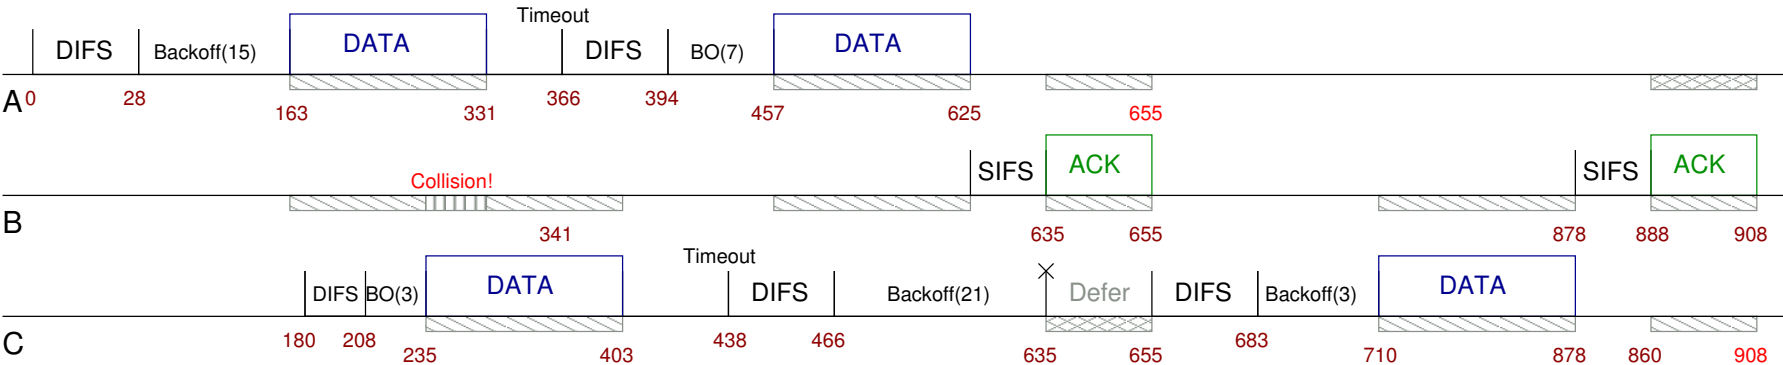 Timeout
DIFS Backoff(15) DATA DIFS BO(7) DATA
A 0 28 163 331 366 394 457 625 655
SIFS ACK SIFS ACK
Collision!
B 341 635 655 878 888 908
Timeout
DIFS BO(3) DATA DIFS Backoff(21) Defer DIFS Backoff(3) DATA
C 180 208 235 403 438 466 635 655 683 710 878 860 908